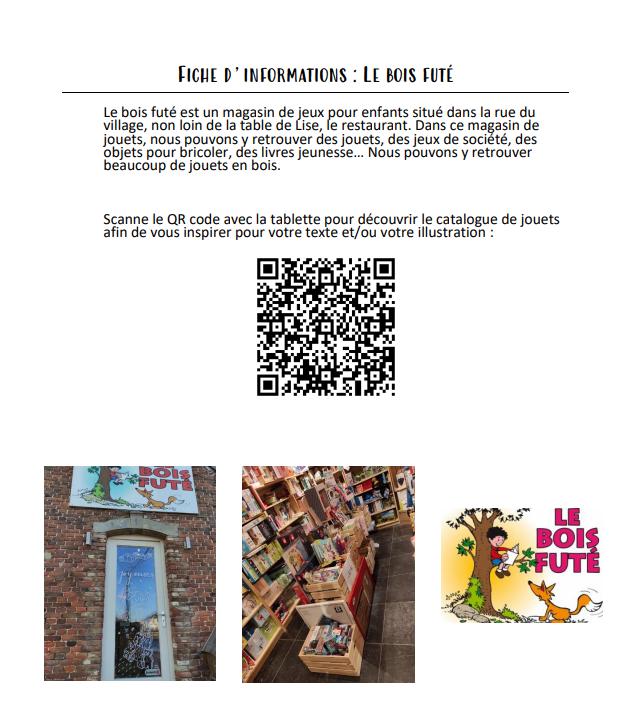 Fiche d'informations : Le bois futé
Le bois futé est un magasin de jeux pour enfants situé dans la rue du
village, non loin de la table de Lise, le restaurant. Dans ce magasin de
jouets, nous pouvons y retrouver des jouets, des jeux de société, des
objets pour bricoler, des livres jeunesse… Nous pouvons y retrouver
beaucoup de jouets en bois.
Scanne le QR code avec la tablette pour découvrir le catalogue de jouets
afin de vous inspirer pour votre texte et/ou votre illustration :
LE
BOIS
FUTÉ
LE
BOIS
FUTÉ